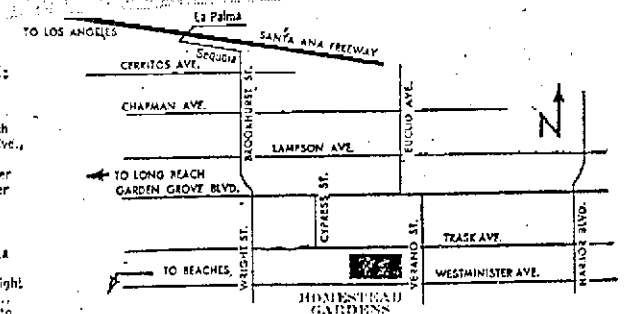 La Palma
TO LOS ANGELES
SANTA ANA FREEWAY
Sequoia
CERRITOS AVE.
CHAPMAN AVE.
BROOKHURST ST.
EUCLID AVE.
N
LAMPSON AVE.
TO LONG BEACH
GARDEN GROVE BLVD.
CYPRESS ST.
WRIGHT ST.
VERANO ST.
TRASK AVE.
HARBOR BLVD.
TO BEACHES
WESTMINISTER AVE.
HOMESTEAD
GARDENS